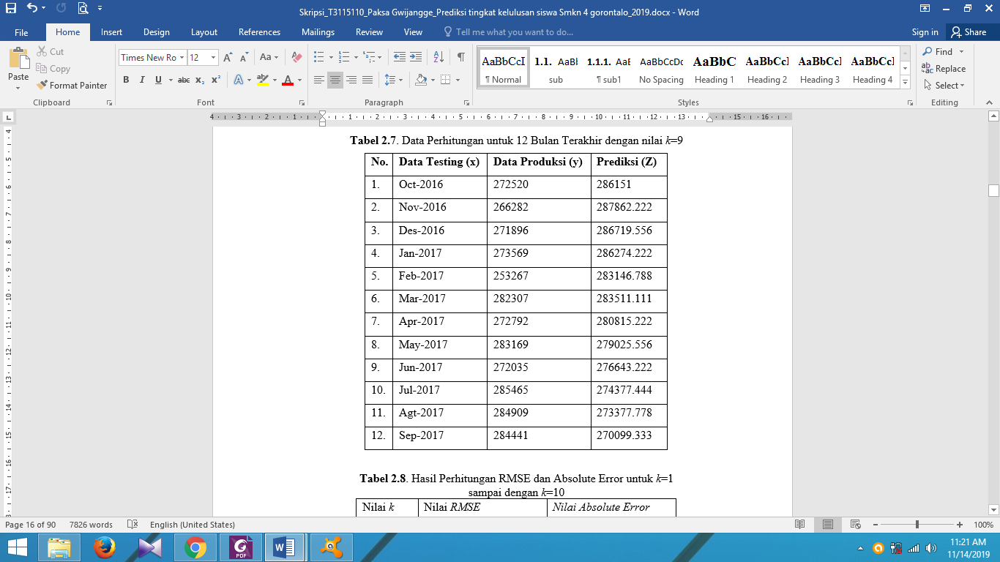 Skripsi_T3115110_Paksa Gwijangge_Prediksi tingkat kelulusan siswa Smkn 4 gorontalo_2019.docx - Word
File Home Insert Design Layout References Mailings Review View Tell me what you want to do... Sign in Share
Paste
Cut
Copy
Format Painter
Clipboard
Times New Ro 12
B I U abc x₂ x²
Font
Paragraph
AaBbCcI 1.1. AaBb 1.1.1. AaE AaBbCcDc AaBbC AaBbCcI AaBbCcI AaBbCcI
¶ Normal sub ¶ sub1 No Spacing Heading 1 Heading 2 Heading 3 Heading 4
Styles
Find
Replace
Select
Editing
Tabel 2.7. Data Perhitungan untuk 12 Bulan Terakhir dengan nilai k=9
No. Data Testing (x) Data Produksi (y) Prediksi (Z)
1. Oct-2016 272520 286151
2. Nov-2016 266282 287862.222
3. Des-2016 271896 286719.556
4. Jan-2017 273569 286274.222
5. Feb-2017 253267 283146.788
6. Mar-2017 282307 283511.111
7. Apr-2017 272792 280815.222
8. May-2017 283169 279025.556
9. Jun-2017 272035 276643.222
10. Jul-2017 285465 274377.444
11. Agt-2017 284909 273377.778
12. Sep-2017 284441 270099.333
Tabel 2.8. Hasil Perhitungan RMSE dan Absolute Error untuk k=1
sampai dengan k=10
Nilai k Nilai RMSE Nilai Absolute Error
Page 16 of 90 7826 words English (United States) 100%
11:21 AM
11/14/2019